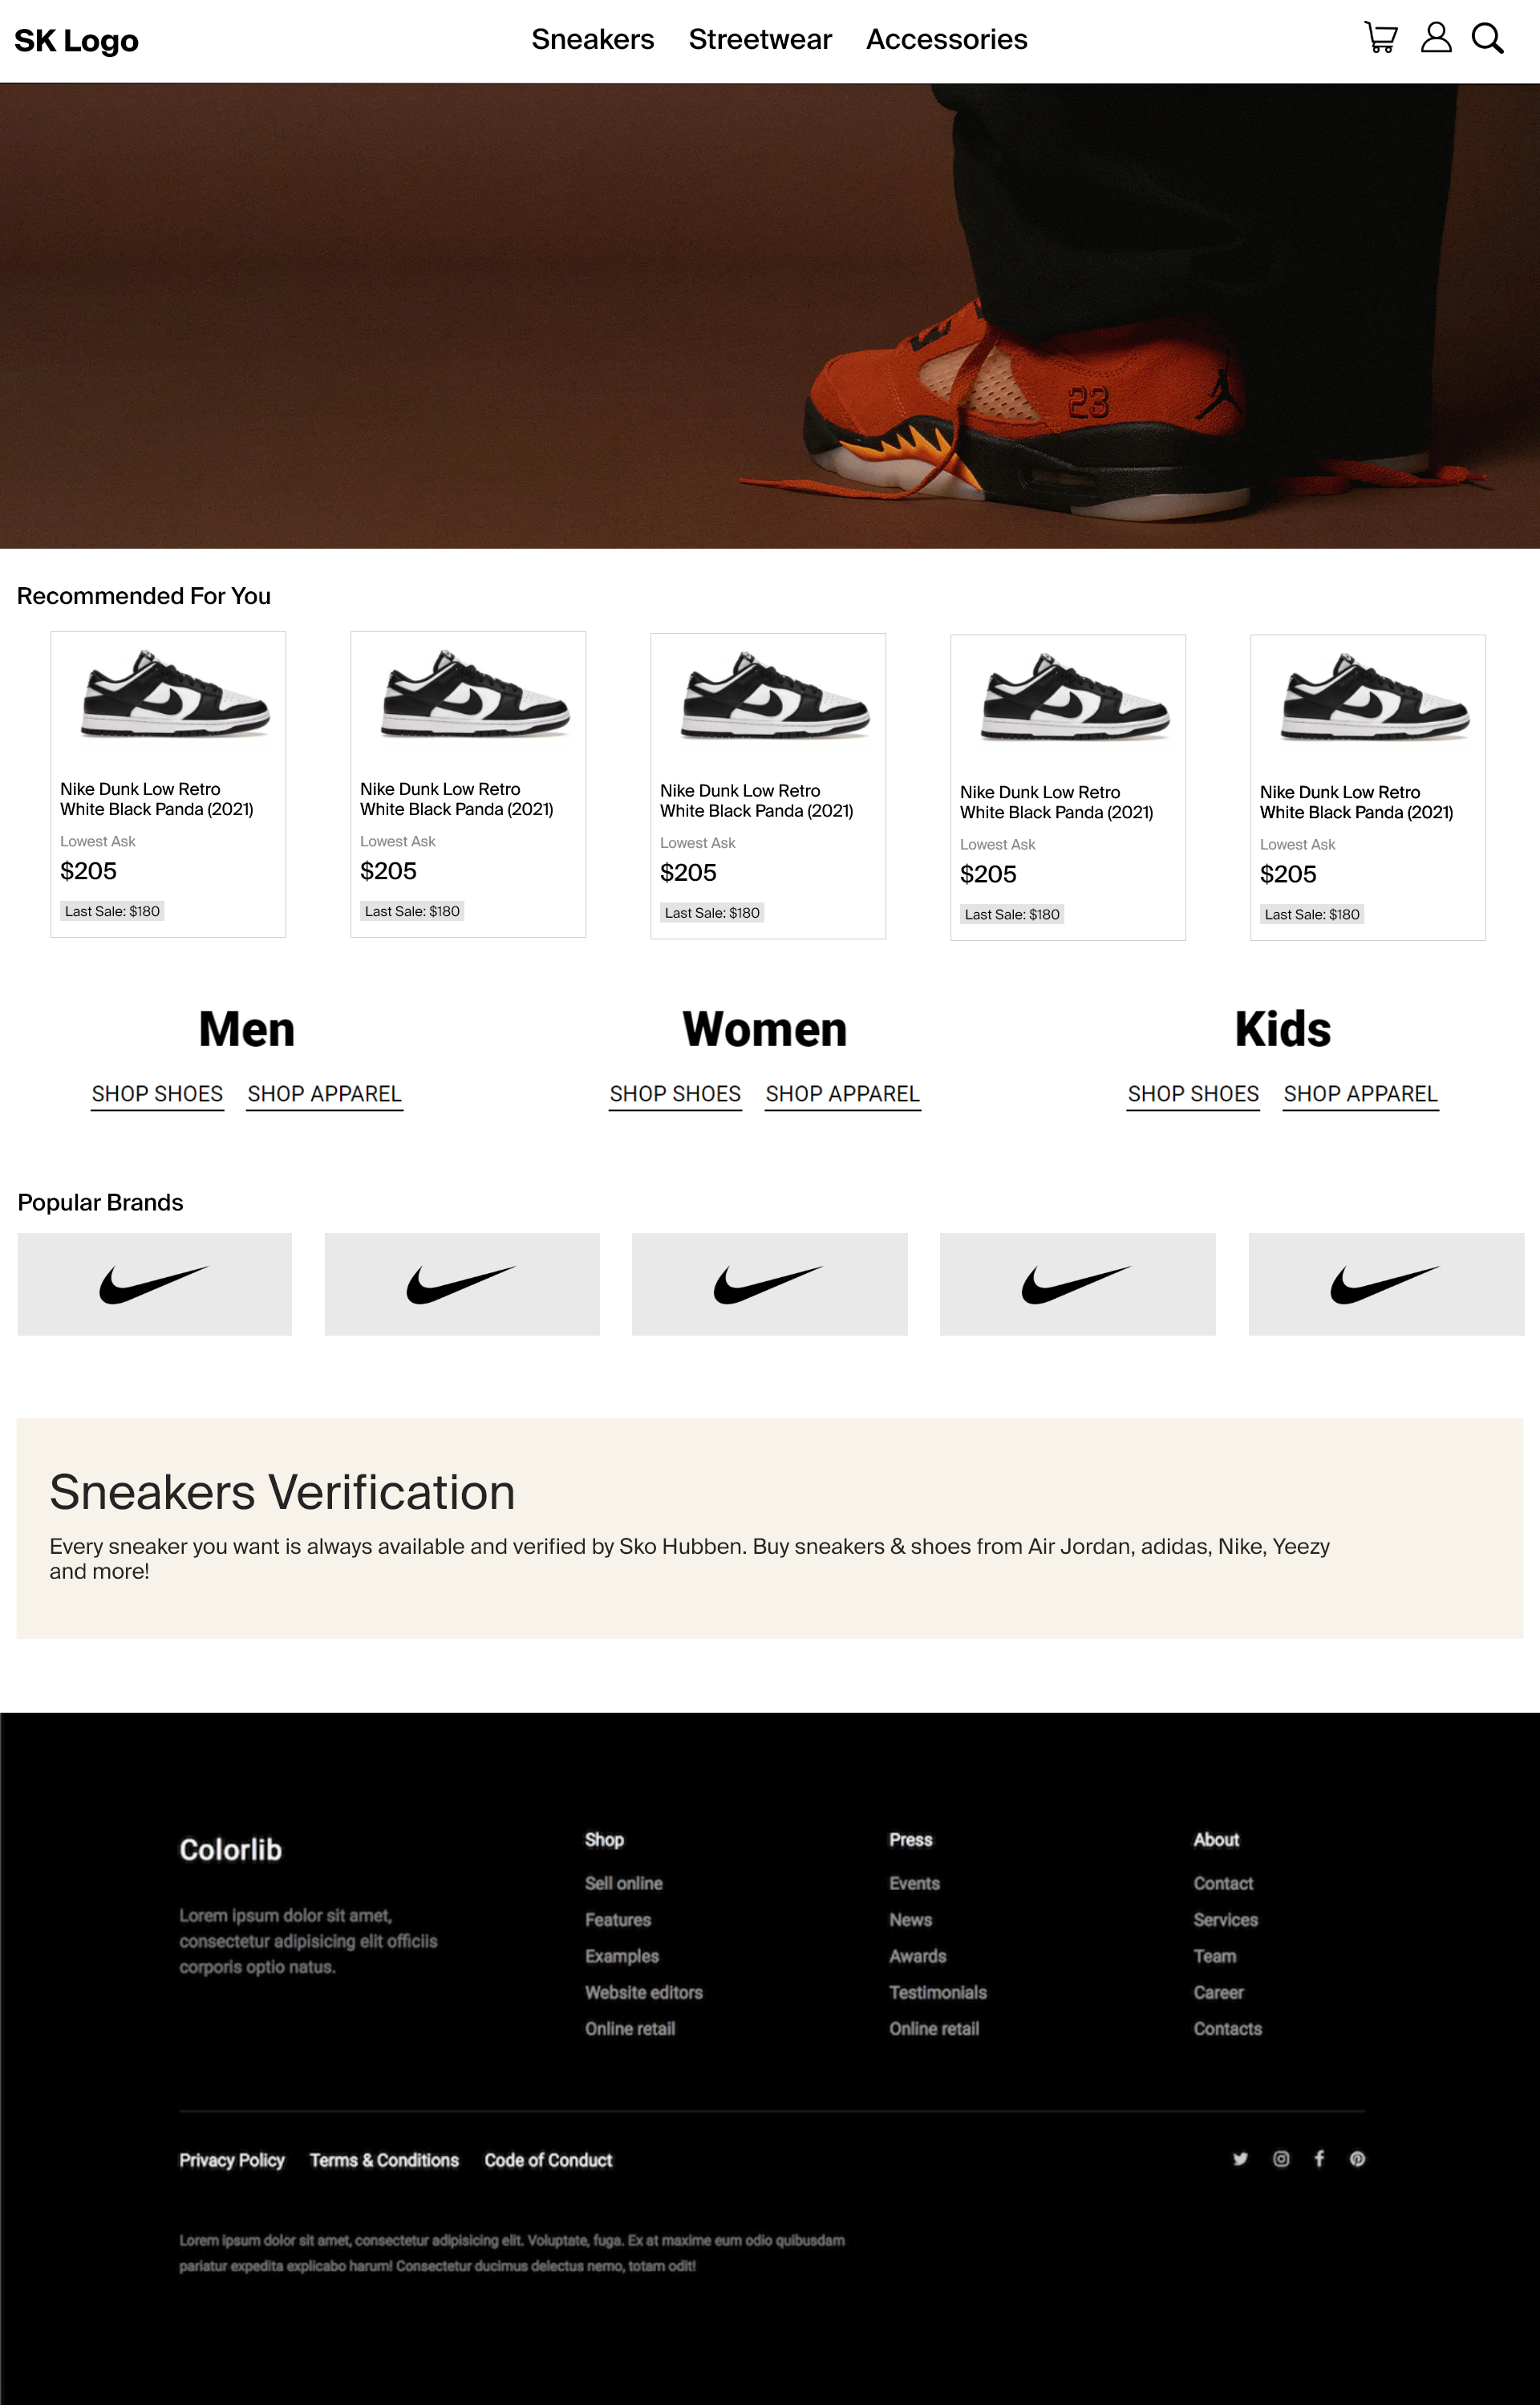 SK Logo
Sneakers Streetwear Accessories
23
Recommended For You
Nike Dunk Low Retro
White Black Panda (2021)
Lowest Ask
$205
Last Sale: $180
Nike Dunk Low Retro
White Black Panda (2021)
Lowest Ask
$205
Last Sale: $180
Nike Dunk Low Retro
White Black Panda (2021)
Lowest Ask
$205
Last Sale: $180
Nike Dunk Low Retro
White Black Panda (2021)
Lowest Ask
$205
Last Sale: $180
Nike Dunk Low Retro
White Black Panda (2021)
Lowest Ask
$205
Last Sale: $180
Men
SHOP SHOES SHOP APPAREL
Women
SHOP SHOES SHOP APPAREL
Kids
SHOP SHOES SHOP APPAREL
Popular Brands
Sneakers Verification
Every sneaker you want is always available and verified by Sko Hubben. Buy sneakers & shoes from Air Jordan, adidas, Nike, Yeezy
and more!
Colorlib
Lorem ipsum dolor sit amet,
consectetur adipisicing elit officiis
corporis optio natus.
Shop
Sell online
Features
Examples
Website editors
Online retail
Press
Events
News
Awards
Testimonials
Online retail
About
Contact
Services
Team
Career
Contacts
Privacy Policy Terms & Conditions Code of Conduct
Lorem ipsum dolor sit amet, consectetur adipisicing elit. Voluptate, fuga. Ex at maxime eum odio quibusdam
pariatur expedita explicabo harum! Consectetur ducimus delectus nemo, totam odit!